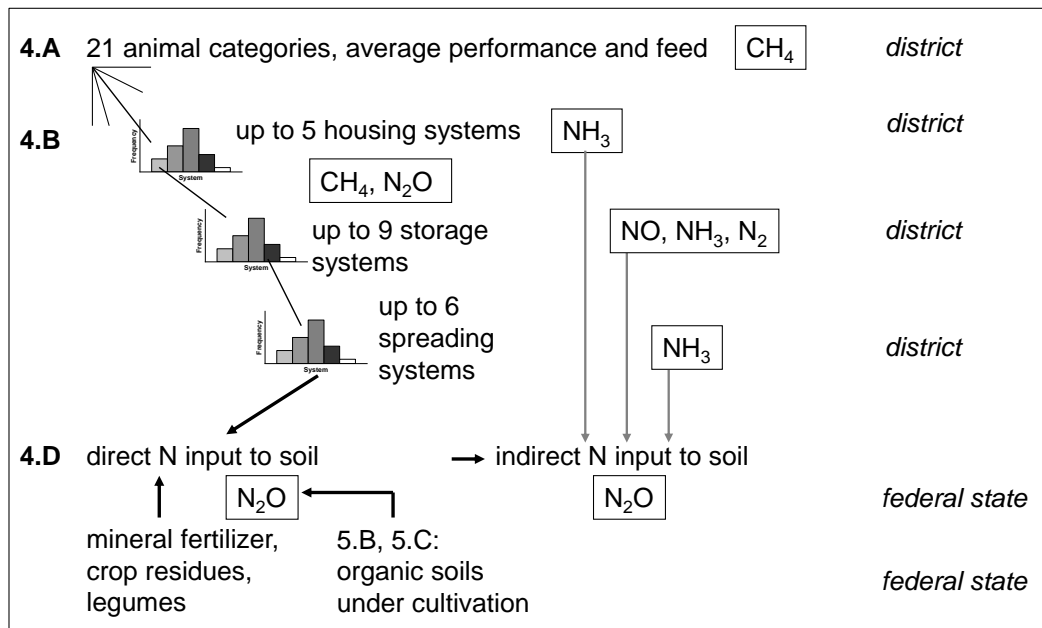 4.A 21 animal categories, average performance and feed CH₄ district
4.B up to 5 housing systems NH₃ district
Frequency
System
CH₄, N₂O
up to 9 storage
systems
NO, NH₃, N₂ district
Frequency
System
up to 6
spreading
systems
NH₃ district
Frequency
System
4.D direct N input to soil indirect N input to soil
N₂O N₂O federal state
mineral fertilizer,
crop residues,
legumes
5.B, 5.C:
organic soils
under cultivation
federal state